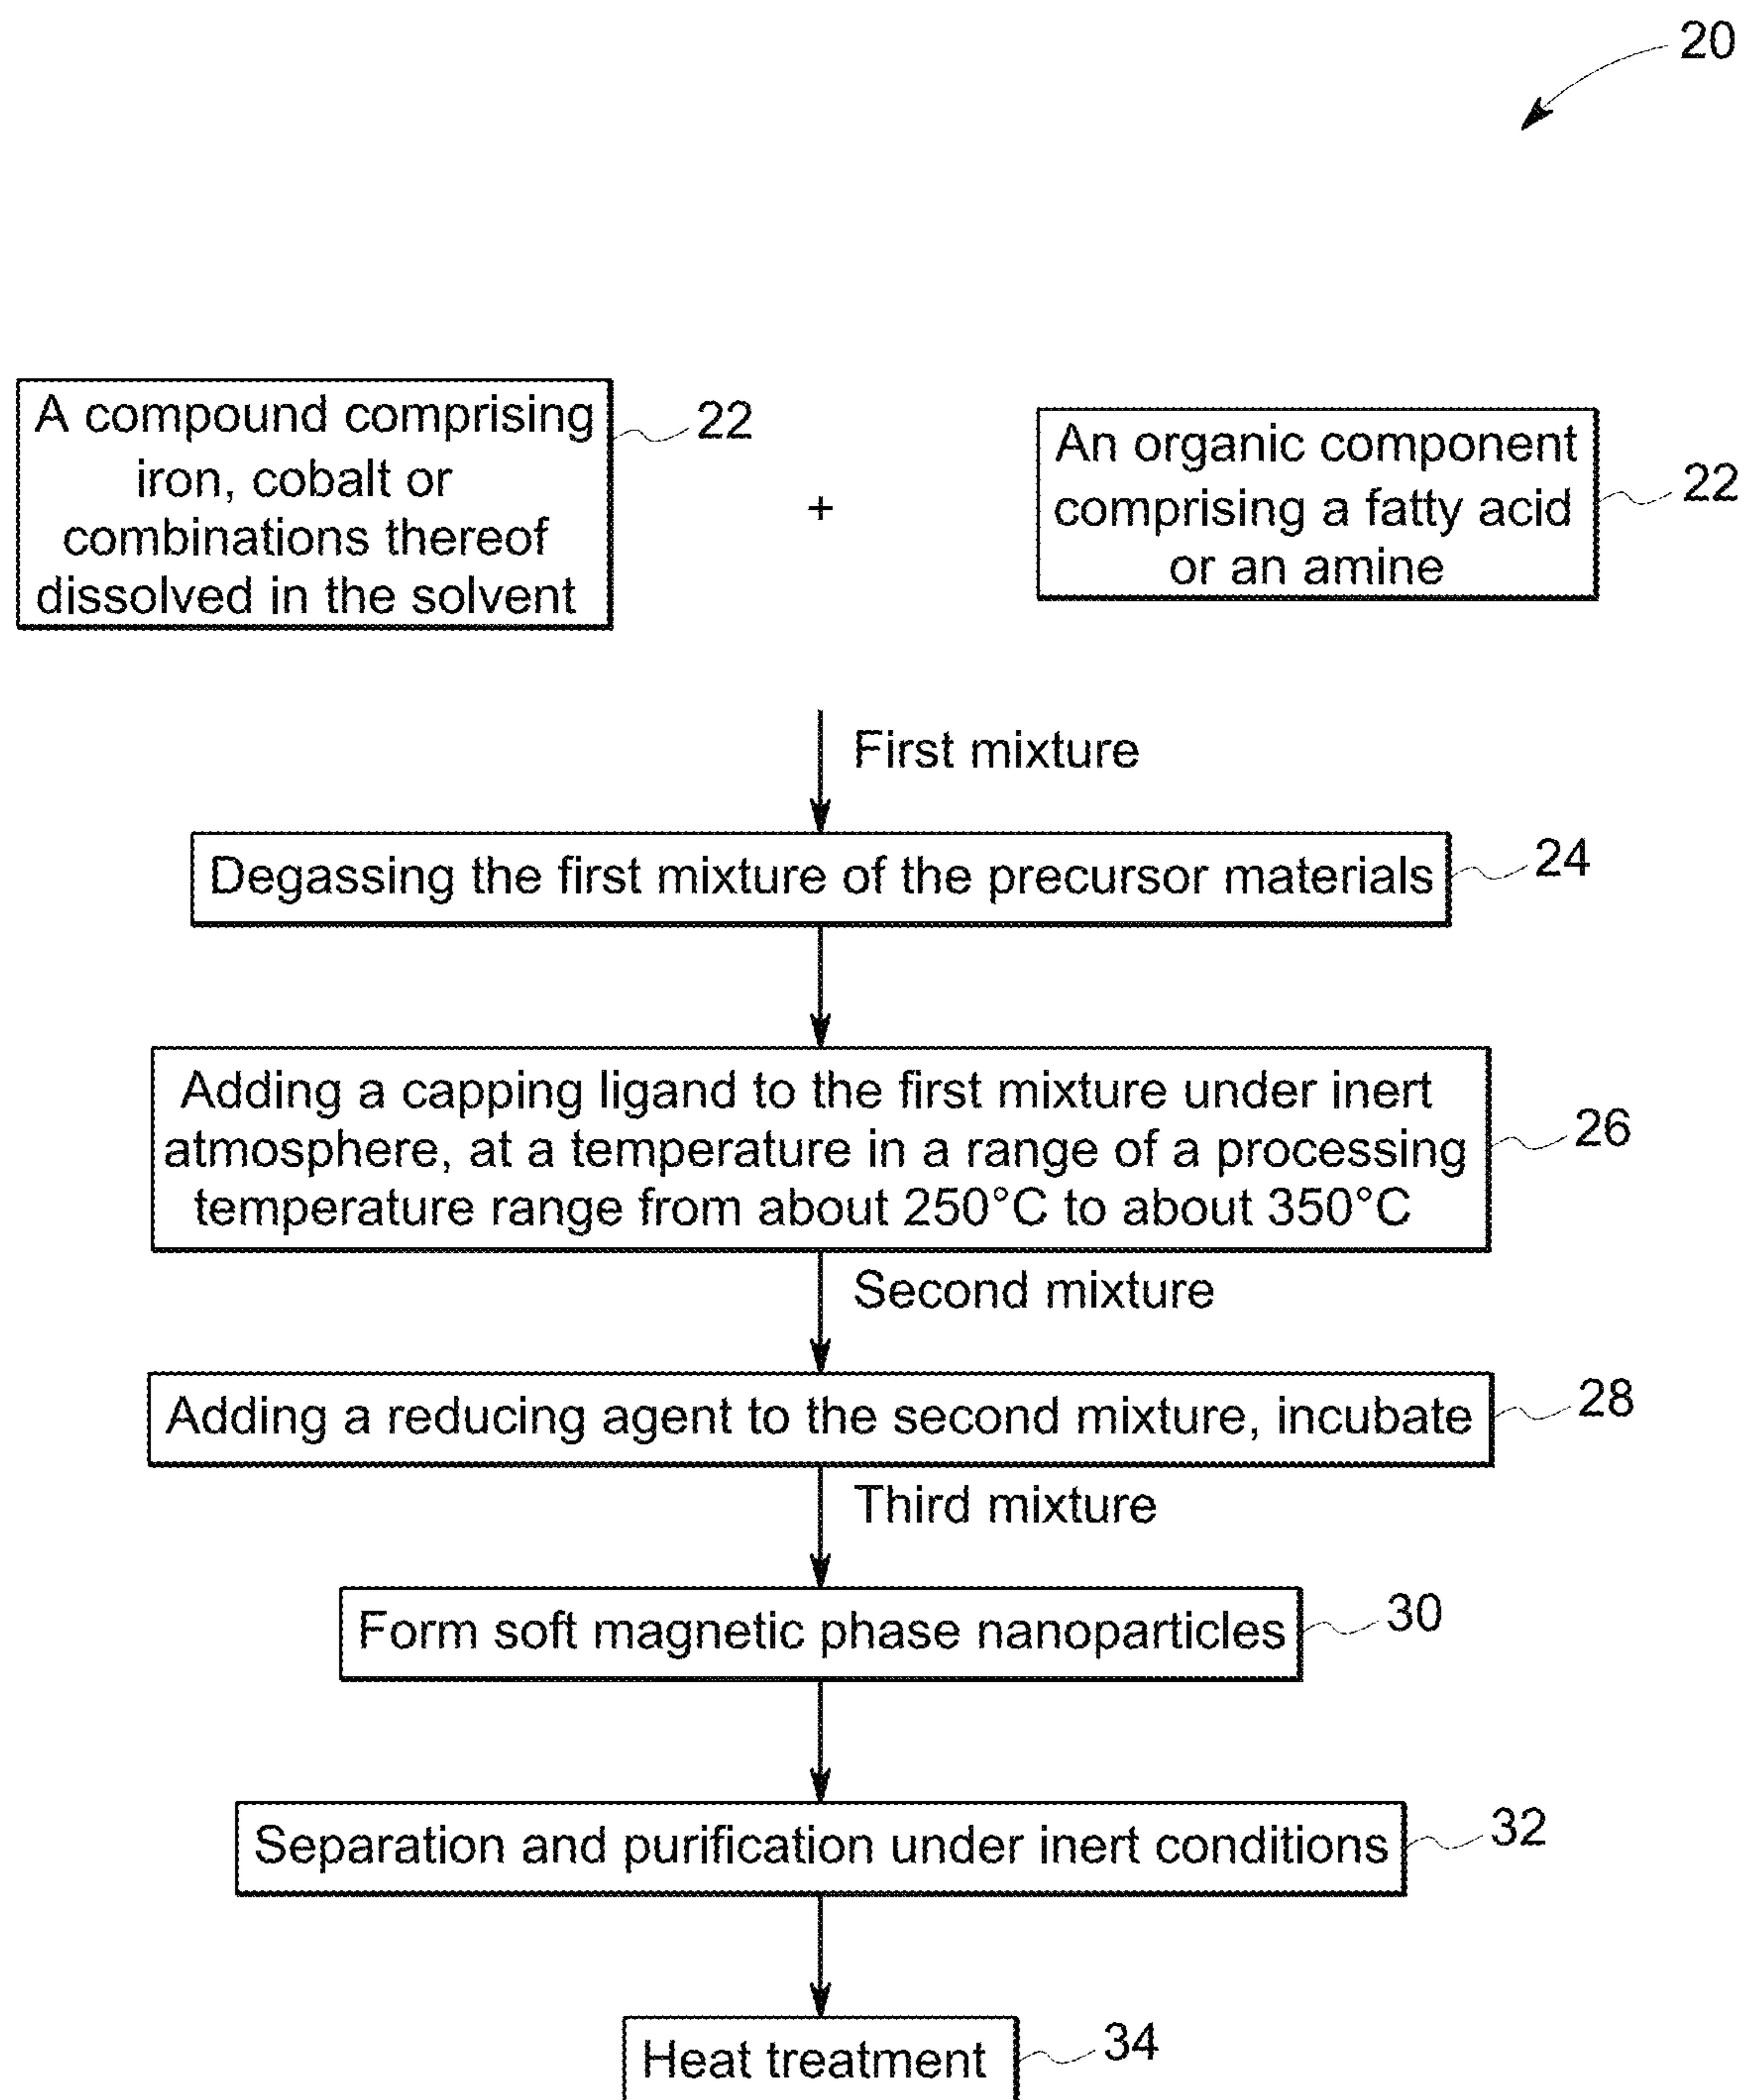 20
A compound comprising
iron, cobalt or
combinations thereof
dissolved in the solvent
22
+
An organic component
comprising a fatty acid
or an amine
22
First mixture
Degassing the first mixture of the precursor materials
24
Adding a capping ligand to the first mixture under inert
atmosphere, at a temperature in a range of a processing
temperature range from about 250°C to about 350°C
26
Second mixture
Adding a reducing agent to the second mixture, incubate
28
Third mixture
Form soft magnetic phase nanoparticles
30
Separation and purification under inert conditions
32
Heat treatment
34